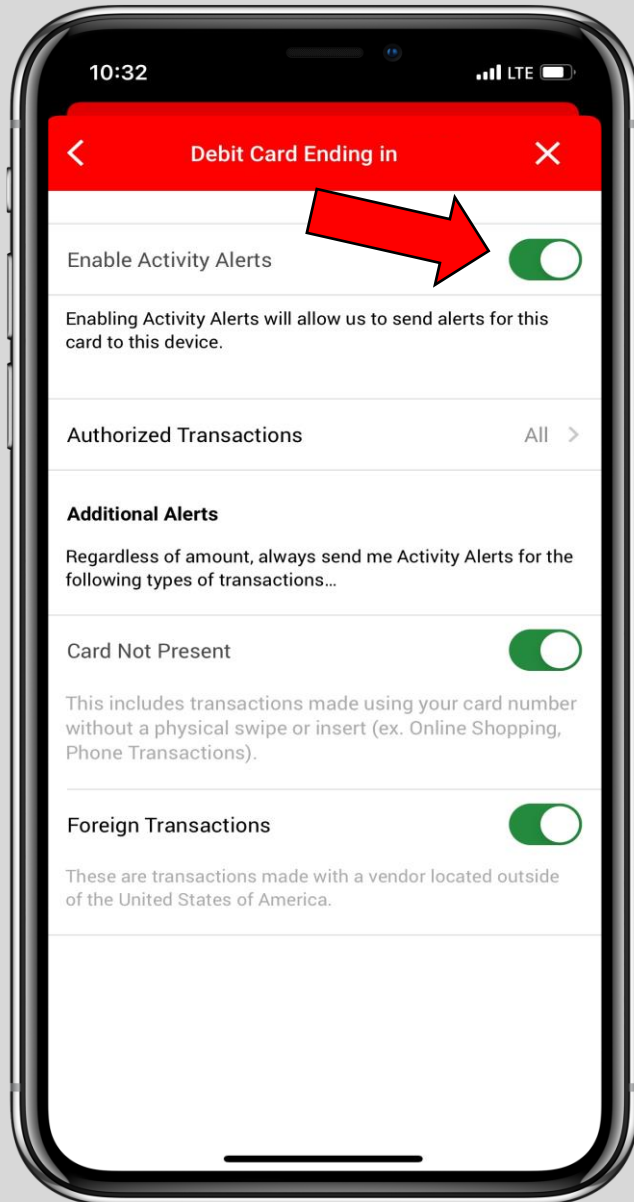 10:32
LTE
Debit Card Ending in
Enable Activity Alerts
Enabling Activity Alerts will allow us to send alerts for this
card to this device.
Authorized Transactions All
Additional Alerts
Regardless of amount, always send me Activity Alerts for the
following types of transactions...
Card Not Present
This includes transactions made using your card number
without a physical swipe or insert (ex. Online Shopping,
Phone Transactions).
Foreign Transactions
These are transactions made with a vendor located outside
of the United States of America.